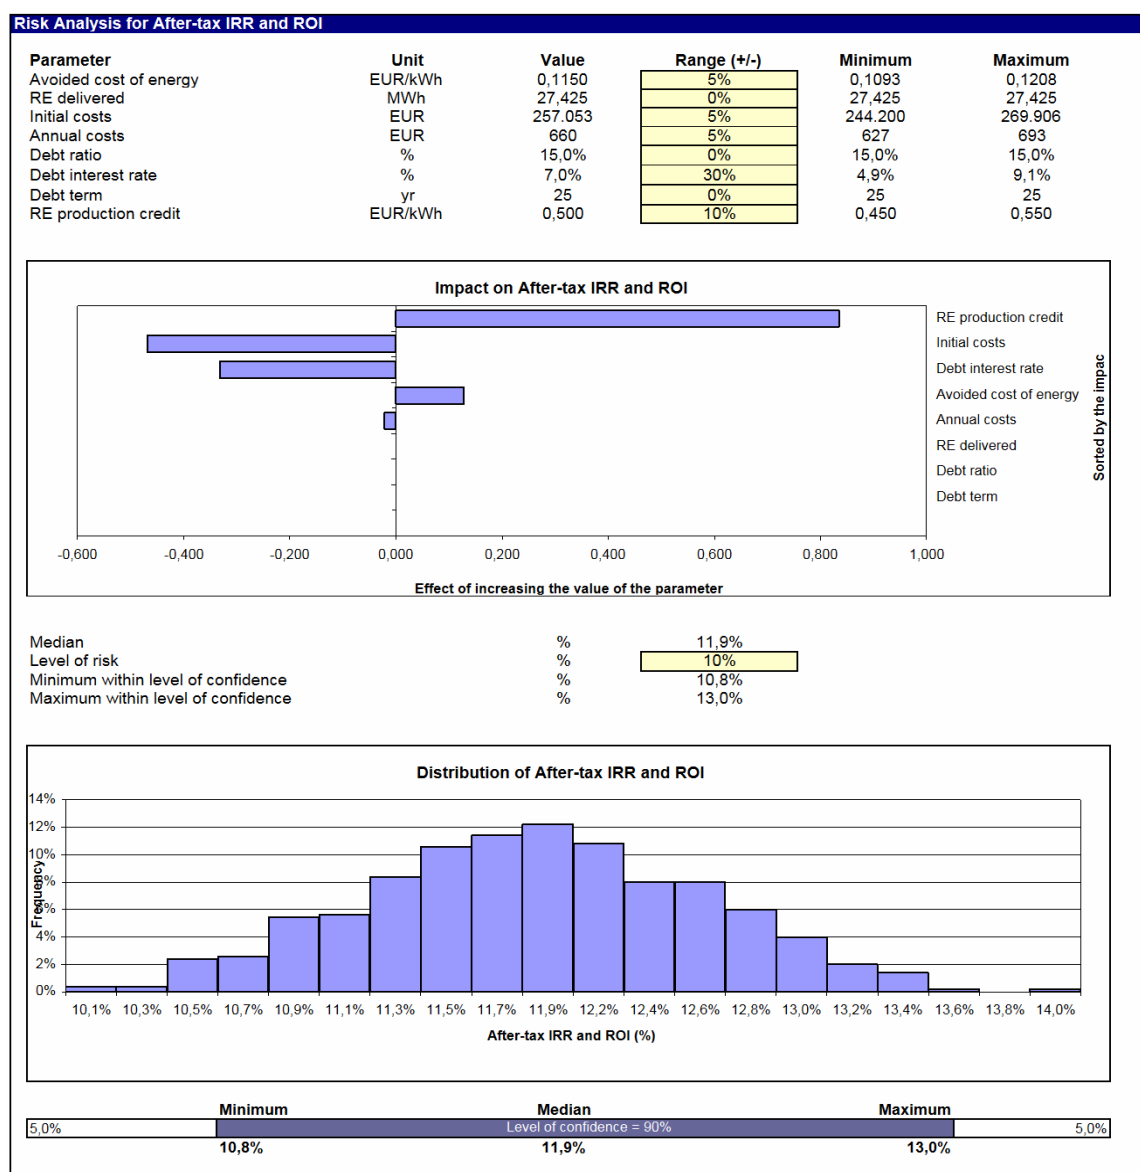 Risk Analysis for After-tax IRR and ROI
Parameter Unit Value Range (+/-) Minimum Maximum
Avoided cost of energy EUR/kWh 0,1150 5% 0,1093 0,1208
RE delivered MWh 27,425 0% 27,425 27,425
Initial costs EUR 257.053 5% 244.200 269.906
Annual costs EUR 660 5% 627 693
Debt ratio % 15,0% 0% 15,0% 15,0%
Debt interest rate % 7,0% 30% 4,9% 9,1%
Debt term yr 25 0% 25 25
RE production credit EUR/kWh 0,500 10% 0,450 0,550
Impact on After-tax IRR and ROI
RE production credit
Initial costs
Debt interest rate
Avoided cost of energy
Annual costs
RE delivered
Debt ratio
Debt term
Sorted by the impac
-0,600 -0,400 -0,200 0,000 0,200 0,400 0,600 0,800 1,000
Effect of increasing the value of the parameter
Median % 11,9%
Level of risk % 10%
Minimum within level of confidence % 10,8%
Maximum within level of confidence % 13,0%
Distribution of After-tax IRR and ROI
Frequency
14%
12%
10%
8%
6%
4%
2%
0%
10,1% 10,3% 10,5% 10,7% 10,9% 11,1% 11,3% 11,5% 11,7% 11,9% 12,2% 12,4% 12,6% 12,8% 13,0% 13,2% 13,4% 13,6% 13,8% 14,0%
After-tax IRR and ROI (%)
Minimum Median Maximum
5,0% Level of confidence = 90% 5,0%
10,8% 11,9% 13,0%